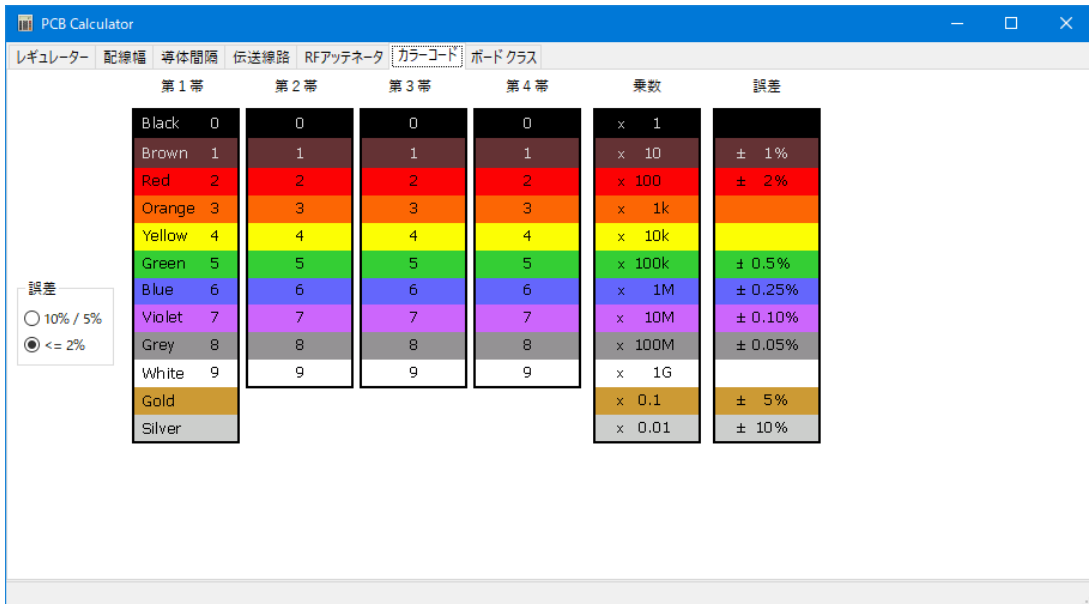 PCB Calculator
レギュレーター 配線幅 導体間隔 伝送線路 RFアッテネータ カラーコード ボードクラス
第1帯 第2帯 第3帯 第4帯 乗数 誤差
Black 0 0 0 0 x 1
Brown 1 1 1 1 x 10 ± 1%
Red 2 2 2 2 x 100 ± 2%
Orange 3 3 3 3 x 1k
Yellow 4 4 4 4 x 10k
Green 5 5 5 5 x 100k ± 0.5%
誤差
Blue 6 6 6 6 x 1M ± 0.25%
10% / 5%
Violet 7 7 7 7 x 10M ± 0.10%
<= 2%
Grey 8 8 8 8 x 100M ± 0.05%
White 9 9 9 9 x 1G
Gold x 0.1 ± 5%
Silver x 0.01 ± 10%